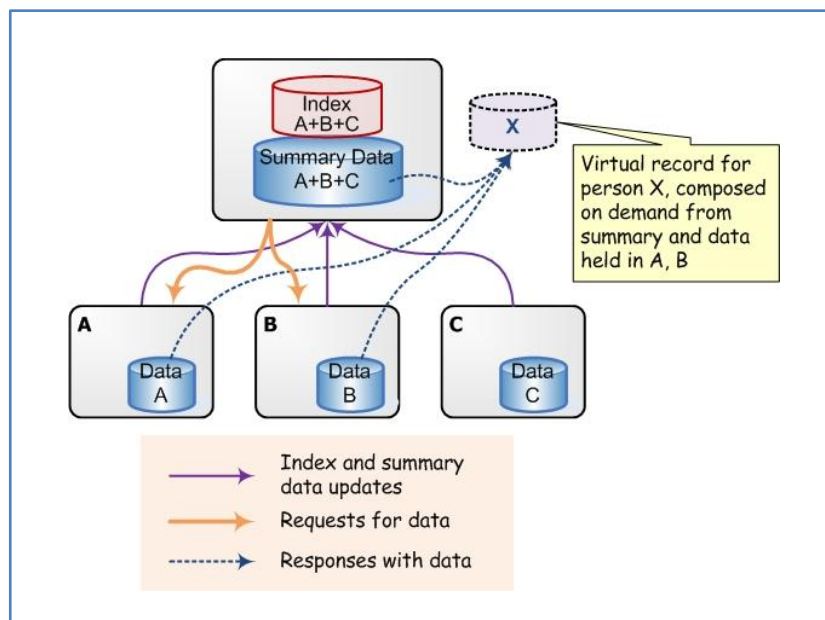 Index
A+B+C
Summary Data
A+B+C
X
Virtual record for
person X, composed
on demand from
summary and data
held in A, B
A
Data
A
B
Data
B
C
Data
C
Index and summary
data updates
Requests for data
Responses with data